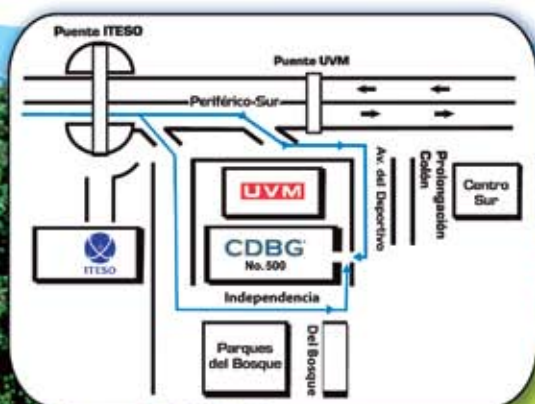 Puente ITESO
Puente UVM
Periférico-Sur
Av. del Deportivo
Prolongación
Colón
Centro
Sur
UVM
CDBG
No. 500
ITESO
Independencia
Parques
del Bosque
Del Bosque